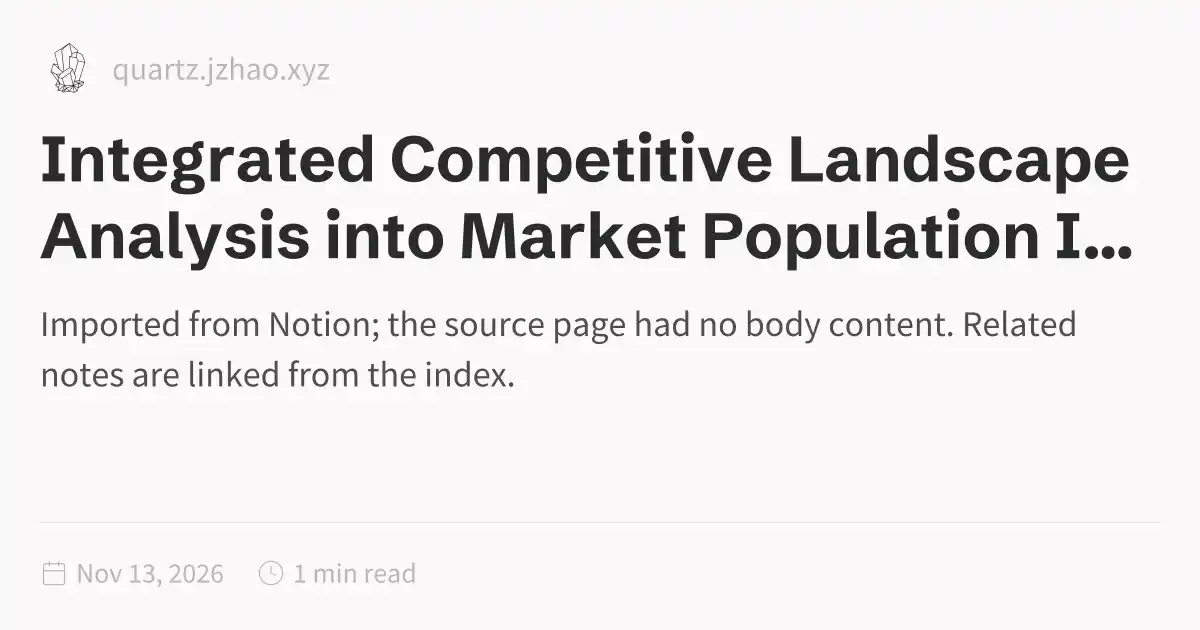 quartz.jzhao.xyz
Integrated Competitive Landscape
Analysis into Market Population I...
Imported from Notion; the source page had no body content. Related
notes are linked from the index.
Nov 13, 2026 1 min read